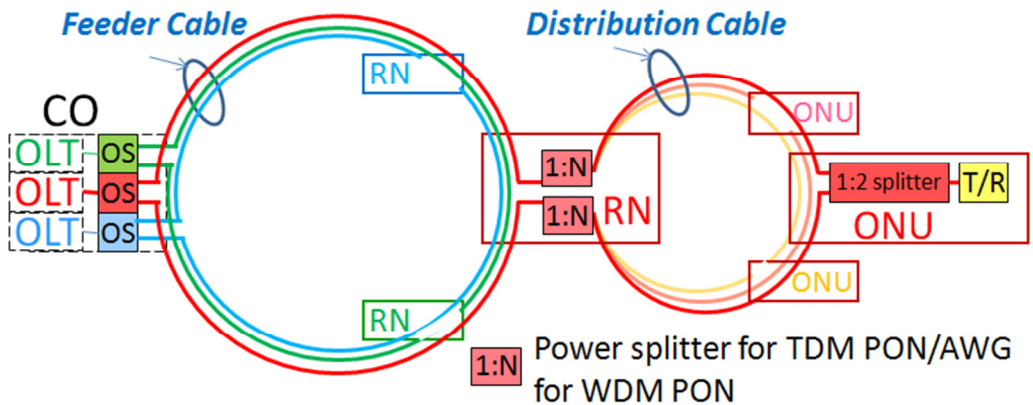 Feeder Cable
Distribution Cable
RN
CO
ONU
OLT OS
1:N
OLT OS
1:2 splitter T/R
RN
1:N
ONU
OLT OS
ONU
RN
1:N Power splitter for TDM PON/AWG
for WDM PON